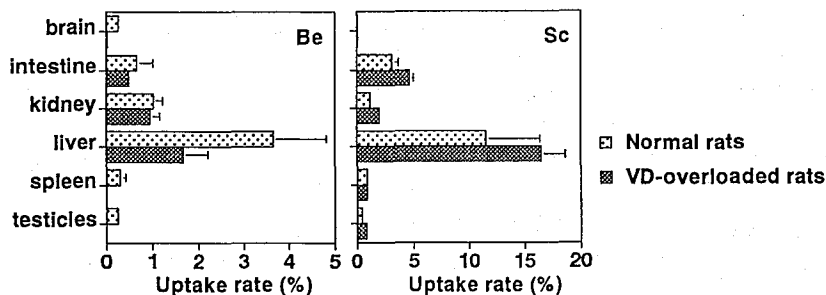 Be
Sc
brain
intestine
kidney
liver
spleen
testicles
0 1 2 3 4 5
Uptake rate (%)
0 5 10 15 20
Uptake rate (%)
Normal rats
VD-overloaded rats